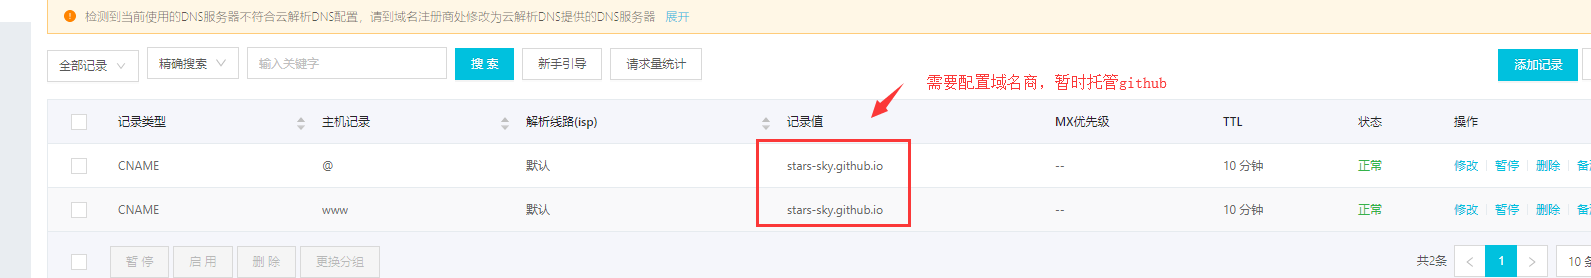 检测到当前使用的DNS服务器不符合云解析DNS配置，请到域名注册商处修改为云解析DNS提供的DNS服务器 展开
全部记录 精确搜索 输入关键字 搜 索 新手引导 请求量统计 添加记录
需要配置域名商，暂时托管github
记录类型 主机记录 解析线路(isp) 记录值 MX优先级 TTL 状态 操作
CNAME @ 默认 stars-sky.github.io -- 10 分钟 正常 修改 暂停 删除
CNAME www 默认 stars-sky.github.io -- 10 分钟 正常 修改 暂停 删除
暂 停 启 用 删 除 更换分组 共2条 < 1 > 10